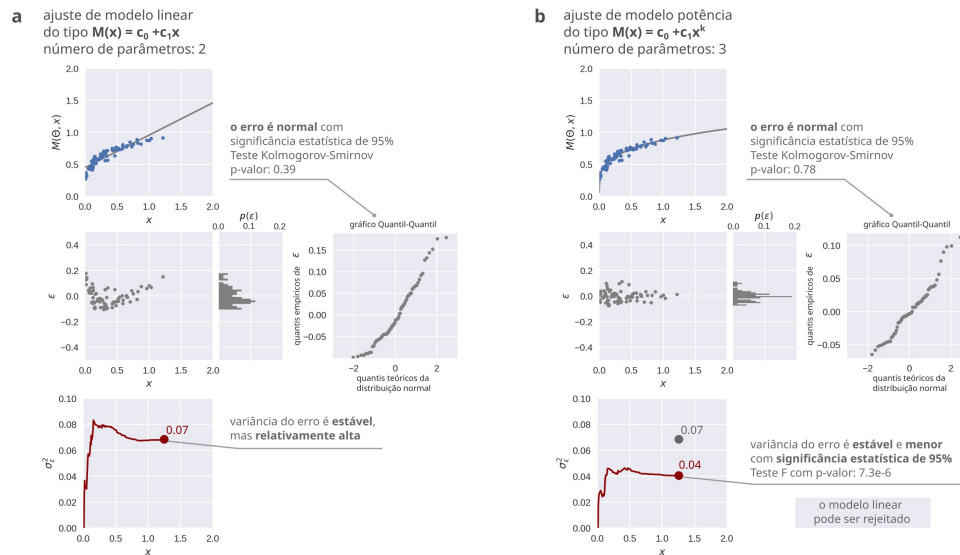 a
ajuste de modelo linear
do tipo M(x) = c₀ +c₁x
número de parâmetros: 2
2.0
1.5
1.0
0.5
0.0
M(Θ, x)
0.0 0.5 1.0 1.5 2.0
x
o erro é normal com
significância estatística de 95%
Teste Kolmogorov-Smirnov
p-valor: 0.39
p(ε)
0.0 0.1 0.2
gráfico Quantil-Quantil
0.4
0.2
0.0
−0.2
−0.4
ε
0.0 0.5 1.0 1.5 2.0
x
0.15
0.10
0.05
0.00
−0.05
quantis empíricos de ε
−2 0 2
quantis teóricos da
distribuição normal
0.10
0.08
0.06
0.04
0.02
0.00
σ²ε
0.07
0.0 0.5 1.0 1.5 2.0
x
variância do erro é estável,
mas relativamente alta
b
ajuste de modelo potência
do tipo M(x) = c₀ +c₁xᵏ
número de parâmetros: 3
2.0
1.5
1.0
0.5
0.0
M(Θ, x)
0.0 0.5 1.0 1.5 2.0
x
o erro é normal com
significância estatística de 95%
Teste Kolmogorov-Smirnov
p-valor: 0.78
p(ε)
0.0 0.1 0.2
gráfico Quantil-Quantil
0.4
0.2
0.0
−0.2
−0.4
ε
0.0 0.5 1.0 1.5 2.0
x
0.10
0.05
0.00
−0.05
quantis empíricos de ε
−2 0 2
quantis teóricos da
distribuição normal
0.10
0.08
0.06
0.04
0.02
0.00
σ²ε
0.07
0.04
0.0 0.5 1.0 1.5 2.0
x
variância do erro é estável e menor
com significância estatística de 95%
Teste F com p-valor: 7.3e-6
o modelo linear
pode ser rejeitado